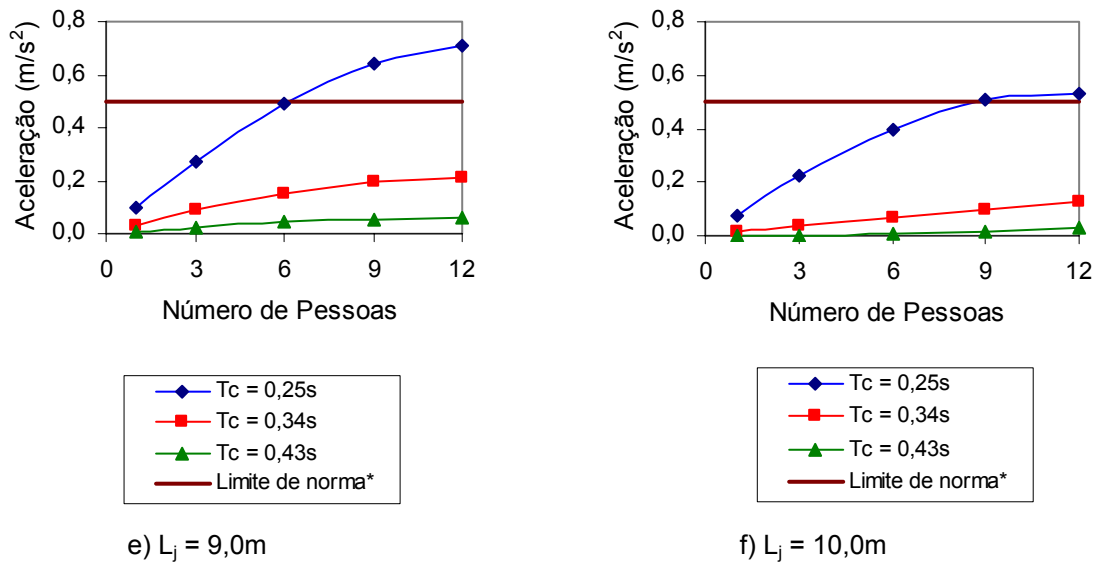 Aceleração (m/s²)
0,8
0,6
0,4
0,2
0,0
0 3 6 9 12
Número de Pessoas
Tc = 0,25s
Tc = 0,34s
Tc = 0,43s
Limite de norma*
e) Lj = 9,0m
Aceleração (m/s²)
0,8
0,6
0,4
0,2
0,0
0 3 6 9 12
Número de Pessoas
Tc = 0,25s
Tc = 0,34s
Tc = 0,43s
Limite de norma*
f) Lj = 10,0m